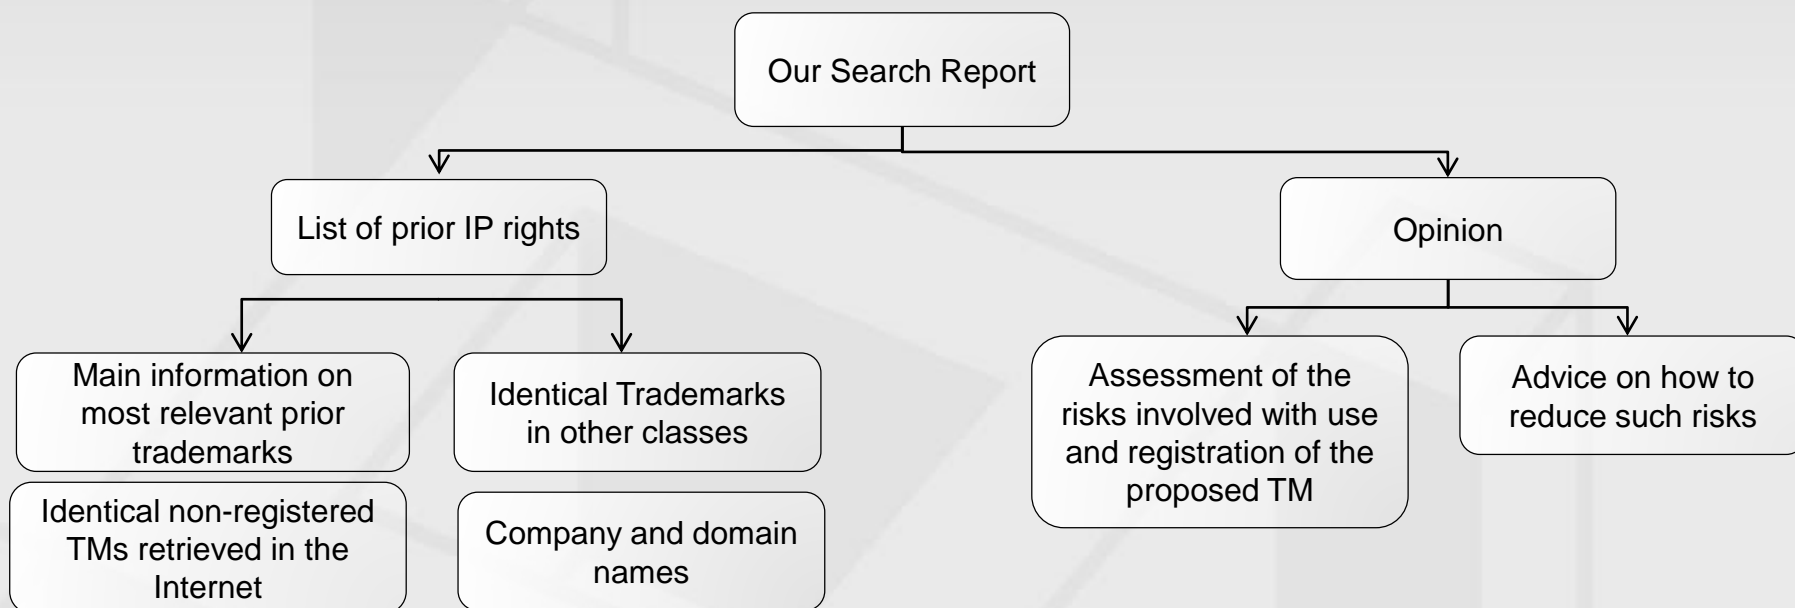 Our Search Report
List of prior IP rights
Opinion
Main information on
most relevant prior
trademarks
Identical Trademarks
in other classes
Assessment of the
risks involved with use
and registration of the
proposed TM
Advice on how to
reduce such risks
Identical non-registered
TMs retrieved in the
Internet
Company and domain
names